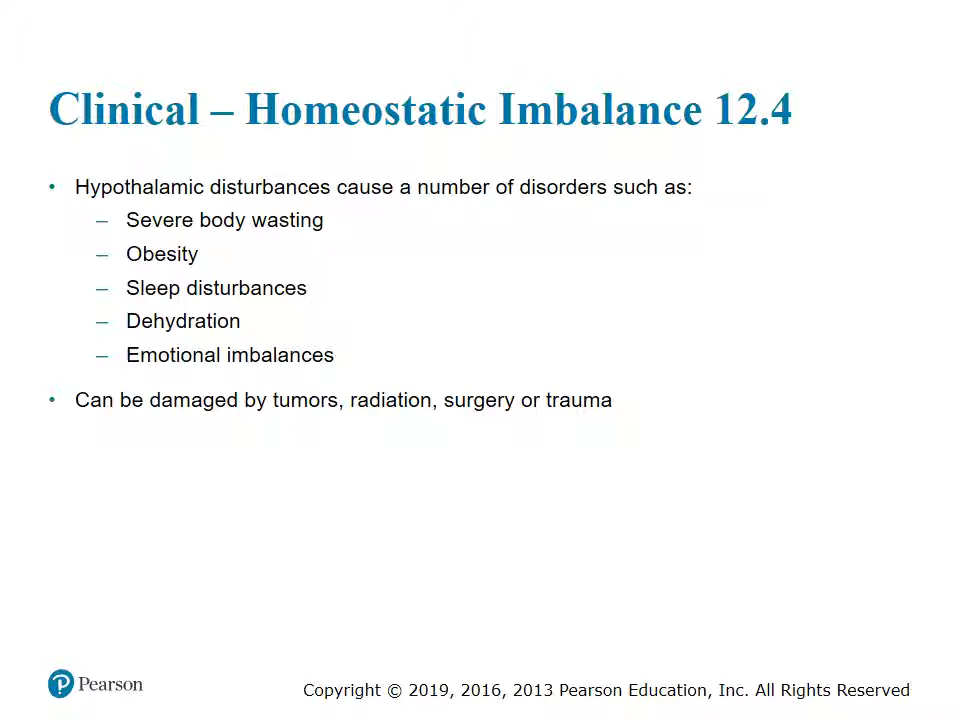 Clinical – Homeostatic Imbalance 12.4
• Hypothalamic disturbances cause a number of disorders such as:
– Severe body wasting
– Obesity
– Sleep disturbances
– Dehydration
– Emotional imbalances
• Can be damaged by tumors, radiation, surgery or trauma
Pearson
Copyright © 2019, 2016, 2013 Pearson Education, Inc. All Rights Reserved